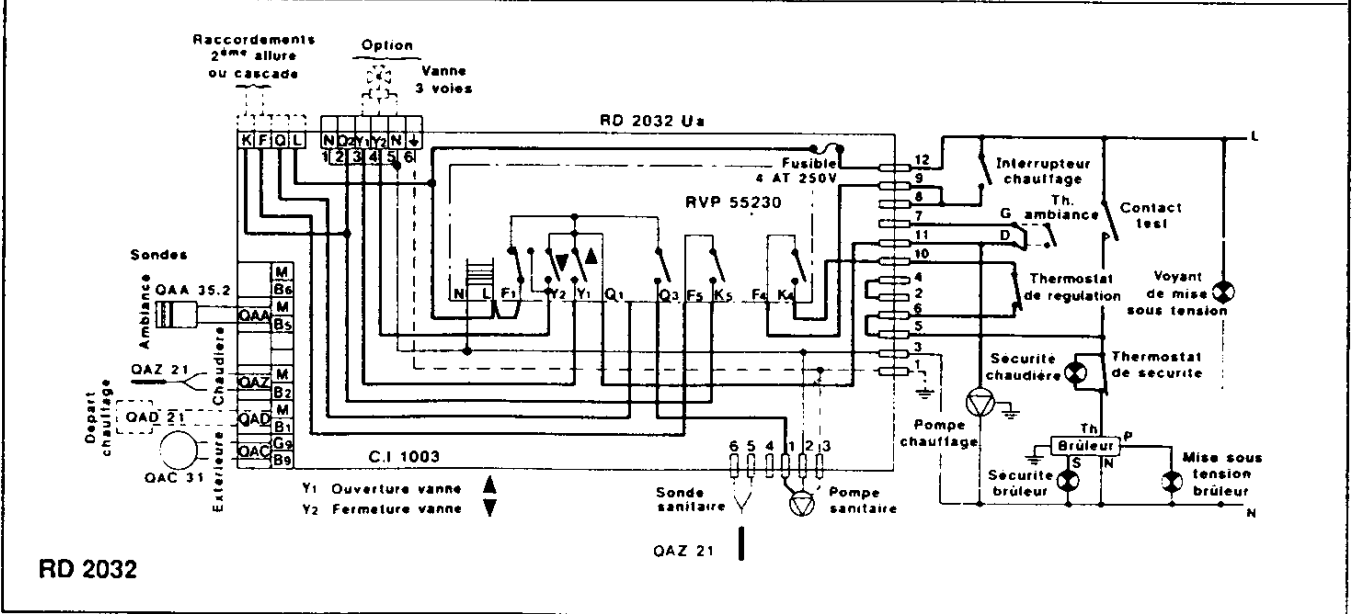 Raccordements
2ème allure
ou cascade
Option
Vanne
3 voies
RD 2032 Ua
K F Q L
N Q2 Y1 Y2 N
1 2 3 4 5 6
Fusible
4 AT 250V
RVP 55230
12
9
8
7
11
10
4
2
6
5
3
1
L
Interrupteur
chauffage
Th.
ambiance
G
D
Contact
test
Thermostat
de regulation
Voyant
de mise
sous tension
Sondes
Ambiance
QAA 35.2
M
B6
M
QAA
B5
N L F1 Y2 Y1 Q1 Q3 F5 K5 F4 K4
Chaudiere
QAZ 21
M
QAZ
B2
Depart
chauffage
QAD 21
M
QAD
B1
Exterieure
QAC 31
G9
QAC
B9
C.I 1003
Sécurité
chaudière
Thermostat
de securite
Pompe
chauffage
Th
Brûleur
P
S N
Sécurité
brûleur
Mise sous
tension
brûleur
N
6 5 4 1 2 3
Y1 Ouverture vanne
Y2 Fermeture vanne
Sonde
sanitaire
Pompe
sanitaire
QAZ 21
RD 2032